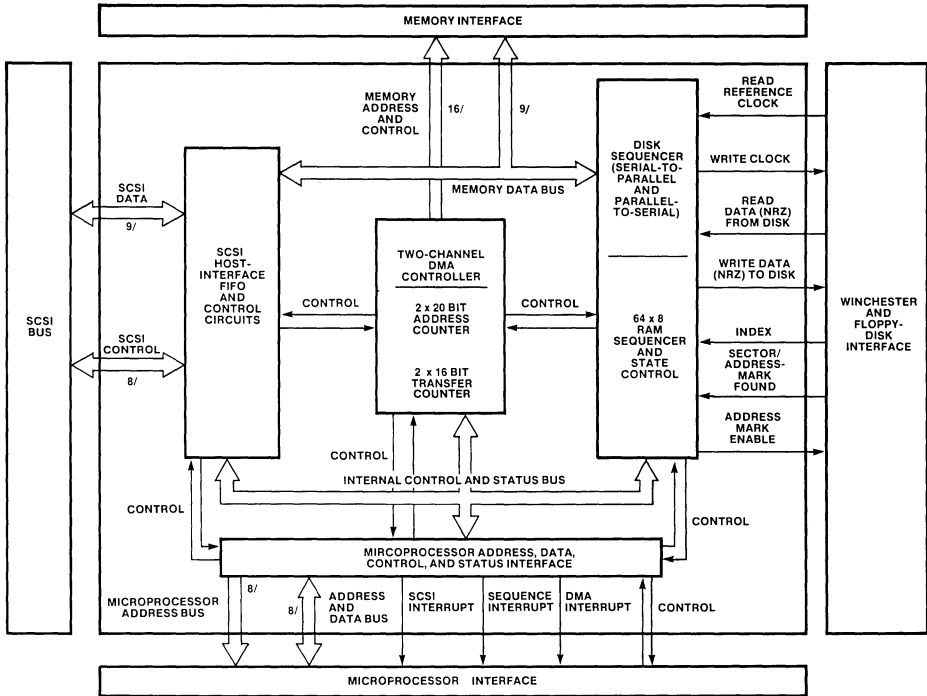 MEMORY INTERFACE
MEMORY
ADDRESS
AND
CONTROL
16/
9/
MEMORY DATA BUS
SCSI
BUS
SCSI
DATA
9/
SCSI
CONTROL
8/
SCSI
HOST-
INTERFACE
FIFO
AND
CONTROL
CIRCUITS
CONTROL
TWO-CHANNEL
DMA
CONTROLLER
2 x 20 BIT
ADDRESS
COUNTER
2 x 16 BIT
TRANSFER
COUNTER
CONTROL
DISK
SEQUENCER
(SERIAL-TO-
PARALLEL
AND
PARALLEL-
TO-SERIAL)
64 x 8
RAM
SEQUENCER
AND
STATE
CONTROL
READ
REFERENCE
CLOCK
WRITE CLOCK
READ
DATA (NRZ)
FROM DISK
WRITE DATA
(NRZ) TO DISK
INDEX
SECTOR/
ADDRESS-
MARK
FOUND
ADDRESS
MARK
ENABLE
WINCHESTER
AND
FLOPPY-
DISK
INTERFACE
CONTROL
INTERNAL CONTROL AND STATUS BUS
CONTROL
CONTROL
MIRCOPROCESSOR ADDRESS, DATA,
CONTROL, AND STATUS INTERFACE
MICROPROCESSOR
ADDRESS BUS
8/
8/
ADDRESS
AND
DATA BUS
SCSI
INTERRUPT
SEQUENCE
INTERRUPT
DMA
INTERRUPT
CONTROL
MICROPROCESSOR INTERFACE